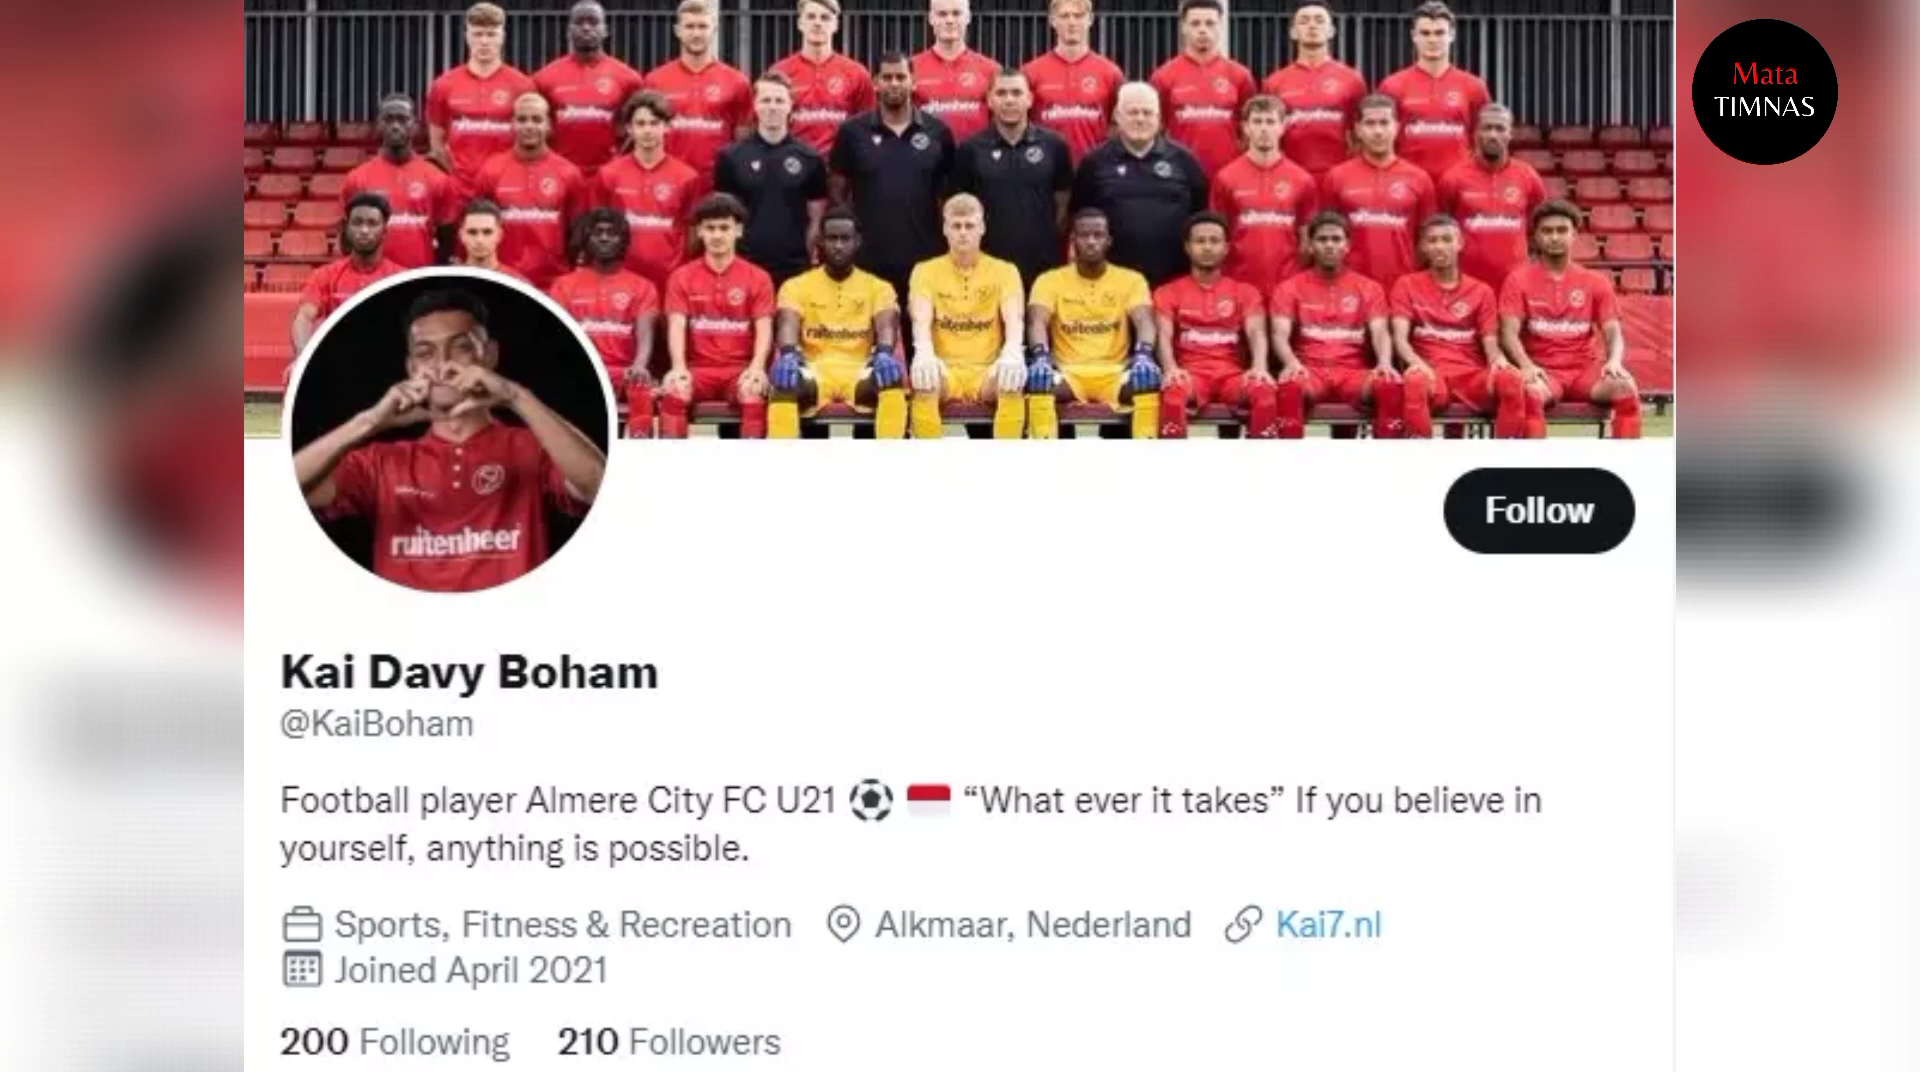 Mata
TIMNAS
ruitenheer
Follow
Kai Davy Boham
@KaiBoham
Football player Almere City FC U21 ⚽ 🇮🇩 “What ever it takes” If you believe in
yourself, anything is possible.
Sports, Fitness & Recreation Alkmaar, Nederland Kai7.nl
Joined April 2021
200 Following 210 Followers